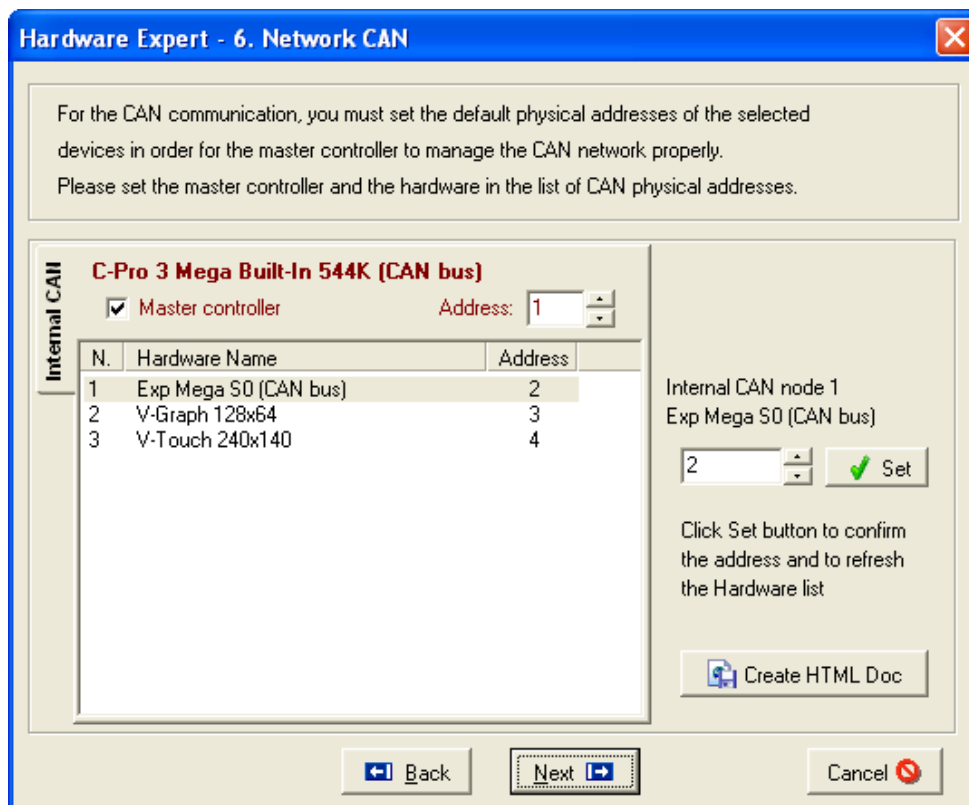 Hardware Expert - 6. Network CAN
For the CAN communication, you must set the default physical addresses of the selected
devices in order for the master controller to manage the CAN network properly.
Please set the master controller and the hardware in the list of CAN physical addresses.
Internal CAN
C-Pro 3 Mega Built-In 544K (CAN bus)
Master controller Address: 1
N. Hardware Name Address
1 Exp Mega S0 (CAN bus) 2
2 V-Graph 128x64 3
3 V-Touch 240x140 4
Internal CAN node 1
Exp Mega S0 (CAN bus)
2 Set
Click Set button to confirm
the address and to refresh
the Hardware list
Create HTML Doc
Back Next Cancel